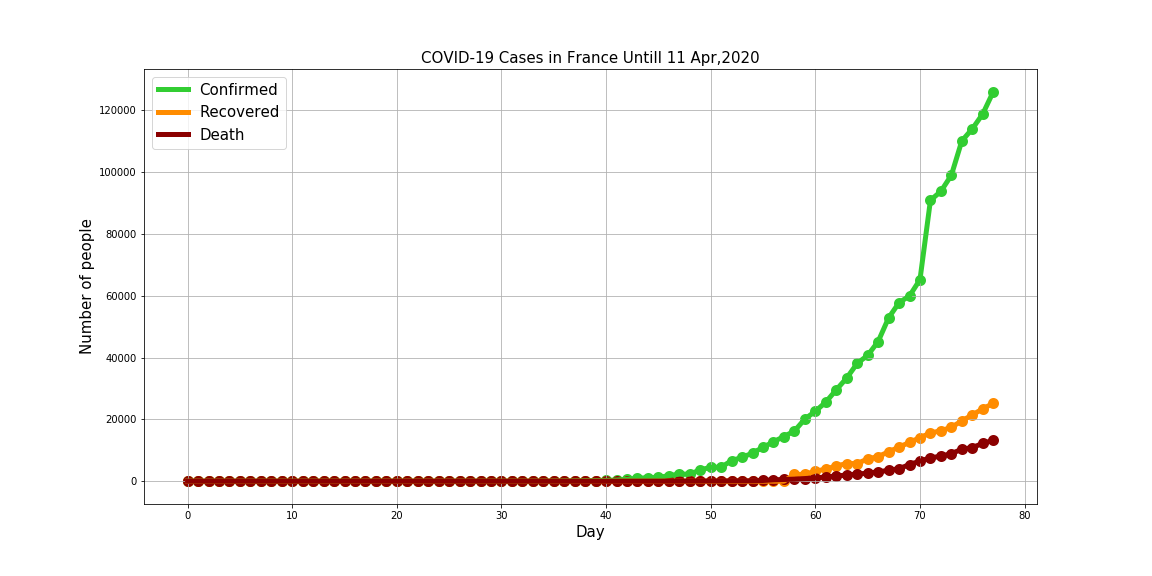 COVID-19 Cases in France Untill 11 Apr,2020
Confirmed
Recovered
Death
120000
100000
80000
60000
40000
20000
0
Number of people
0 10 20 30 40 50 60 70 80
Day